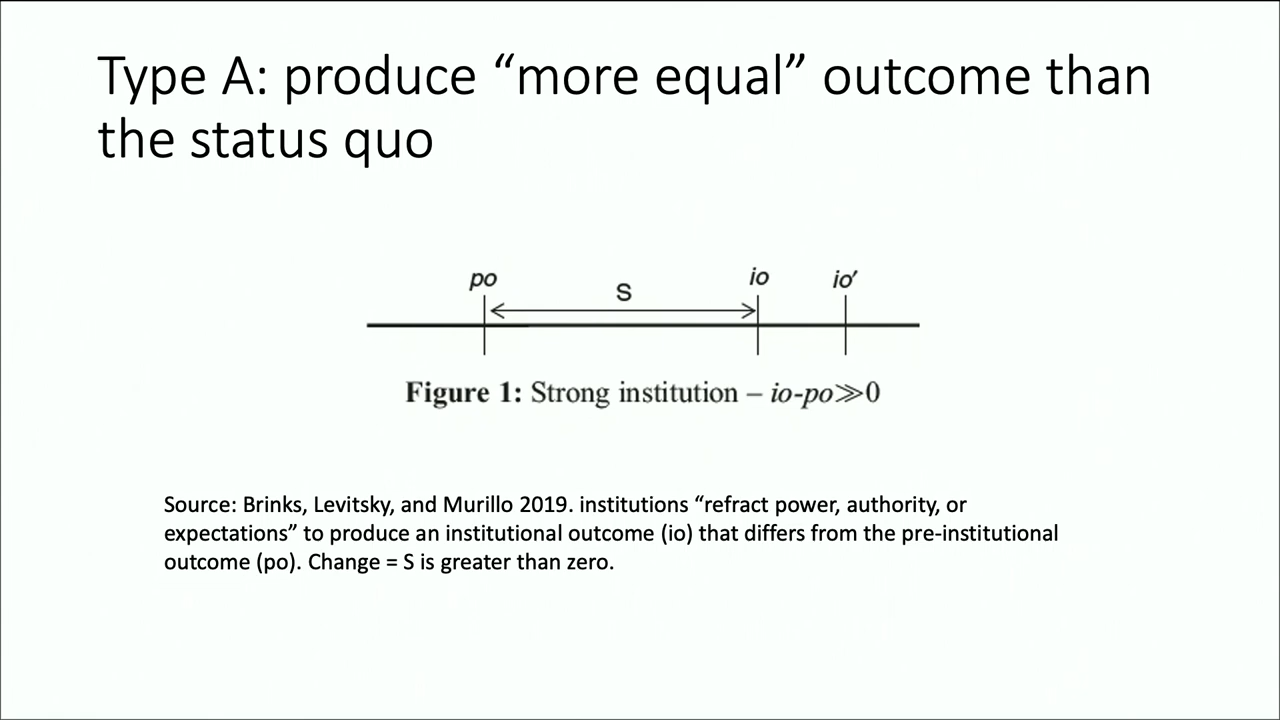 Type A: produce “more equal” outcome than
the status quo
po S io io′
Figure 1: Strong institution – io-po≫0
Source: Brinks, Levitsky, and Murillo 2019. institutions “refract power, authority, or
expectations” to produce an institutional outcome (io) that differs from the pre-institutional
outcome (po). Change = S is greater than zero.